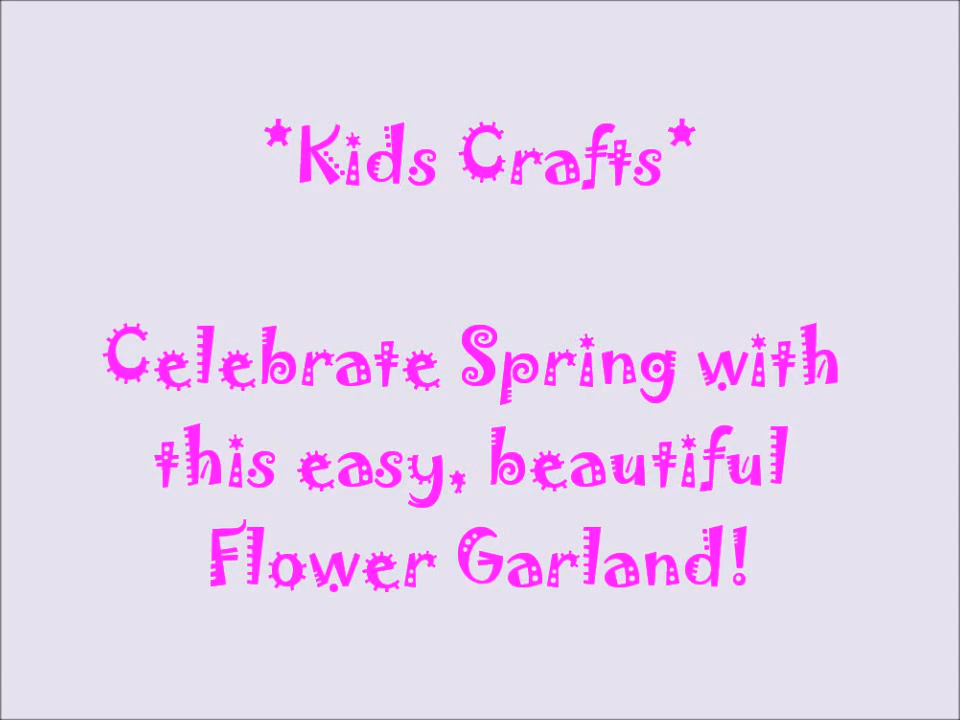 *Kids Crafts*
Celebrate Spring with
this easy, beautiful
Flower Garland!